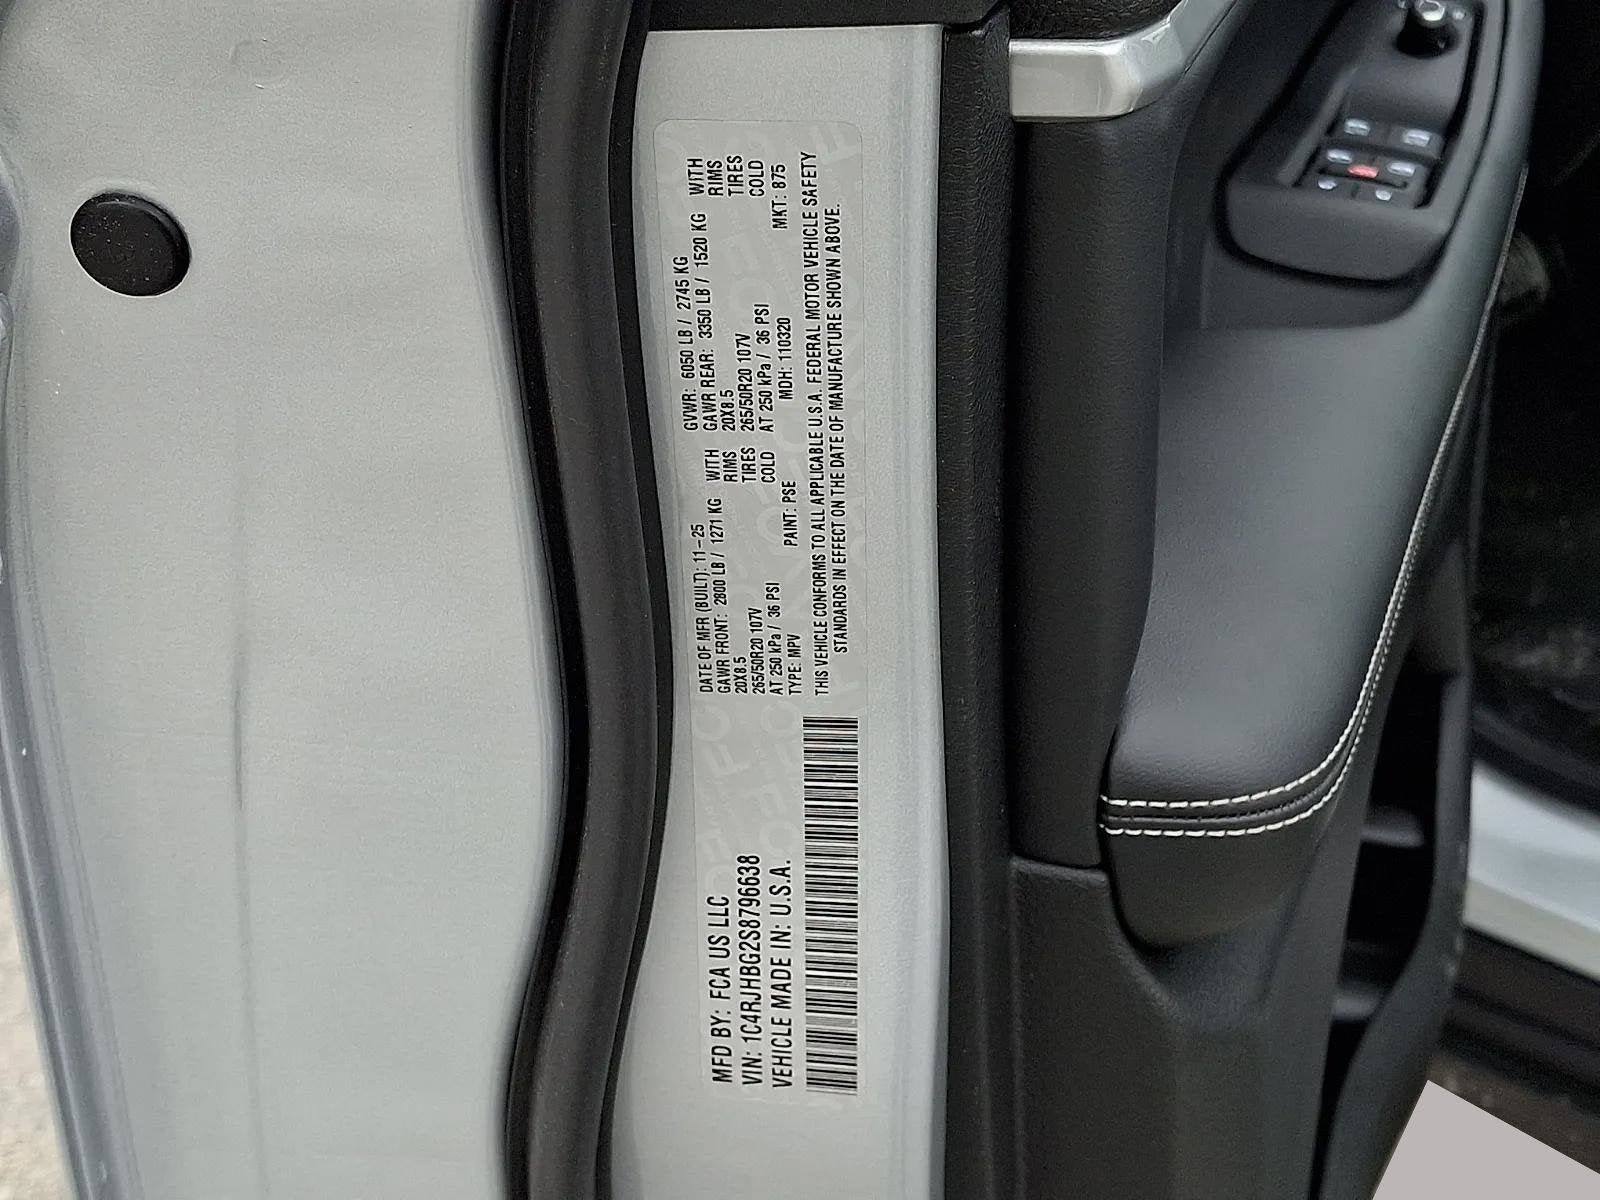 MFD BY: FCA US LLC
VIN: 1C4RJHBG2S8796638
VEHICLE MADE IN: U.S.A.
DATE OF MFR (BUILT): 11-25 GVWR: 6050 LB / 2745 KG
GAWR FRONT: 2800 LB / 1271 KG WITH GAWR REAR: 3350 LB / 1520 KG WITH
20X8.5 RIMS 20X8.5 RIMS
265/50R20 107V TIRES 265/50R20 107V TIRES
AT 250 kPa / 36 PSI COLD AT 250 kPa / 36 PSI COLD
TYPE: MPV PAINT: PSE MDH: 110320 MKT: 875
THIS VEHICLE CONFORMS TO ALL APPLICABLE U.S.A. FEDERAL MOTOR VEHICLE SAFETY
STANDARDS IN EFFECT ON THE DATE OF MANUFACTURE SHOWN ABOVE.